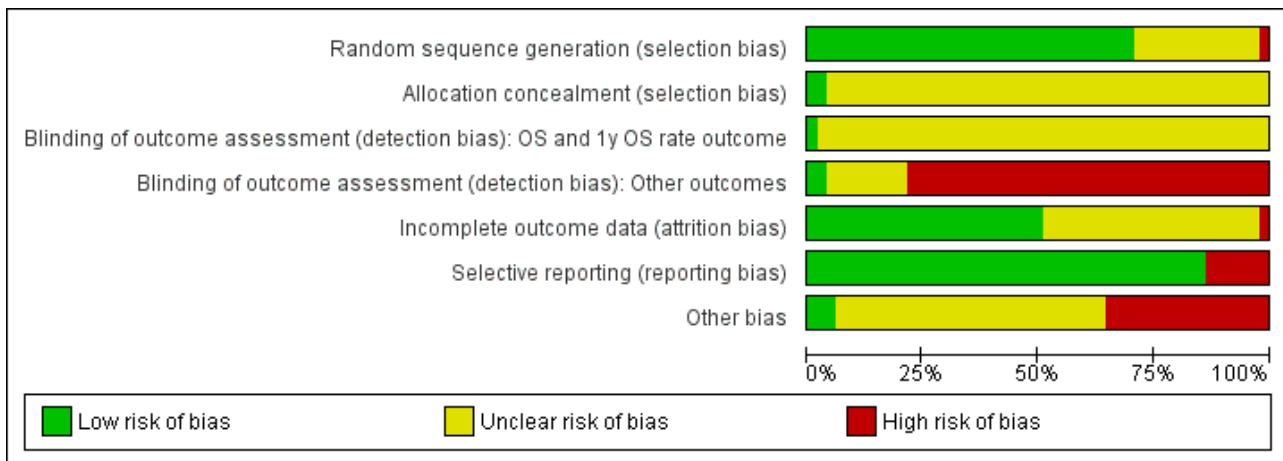 Random sequence generation (selection bias)
Allocation concealment (selection bias)
Blinding of outcome assessment (detection bias): OS and 1y OS rate outcome
Blinding of outcome assessment (detection bias): Other outcomes
Incomplete outcome data (attrition bias)
Selective reporting (reporting bias)
Other bias
0% 25% 50% 75% 100%
Low risk of bias Unclear risk of bias High risk of bias